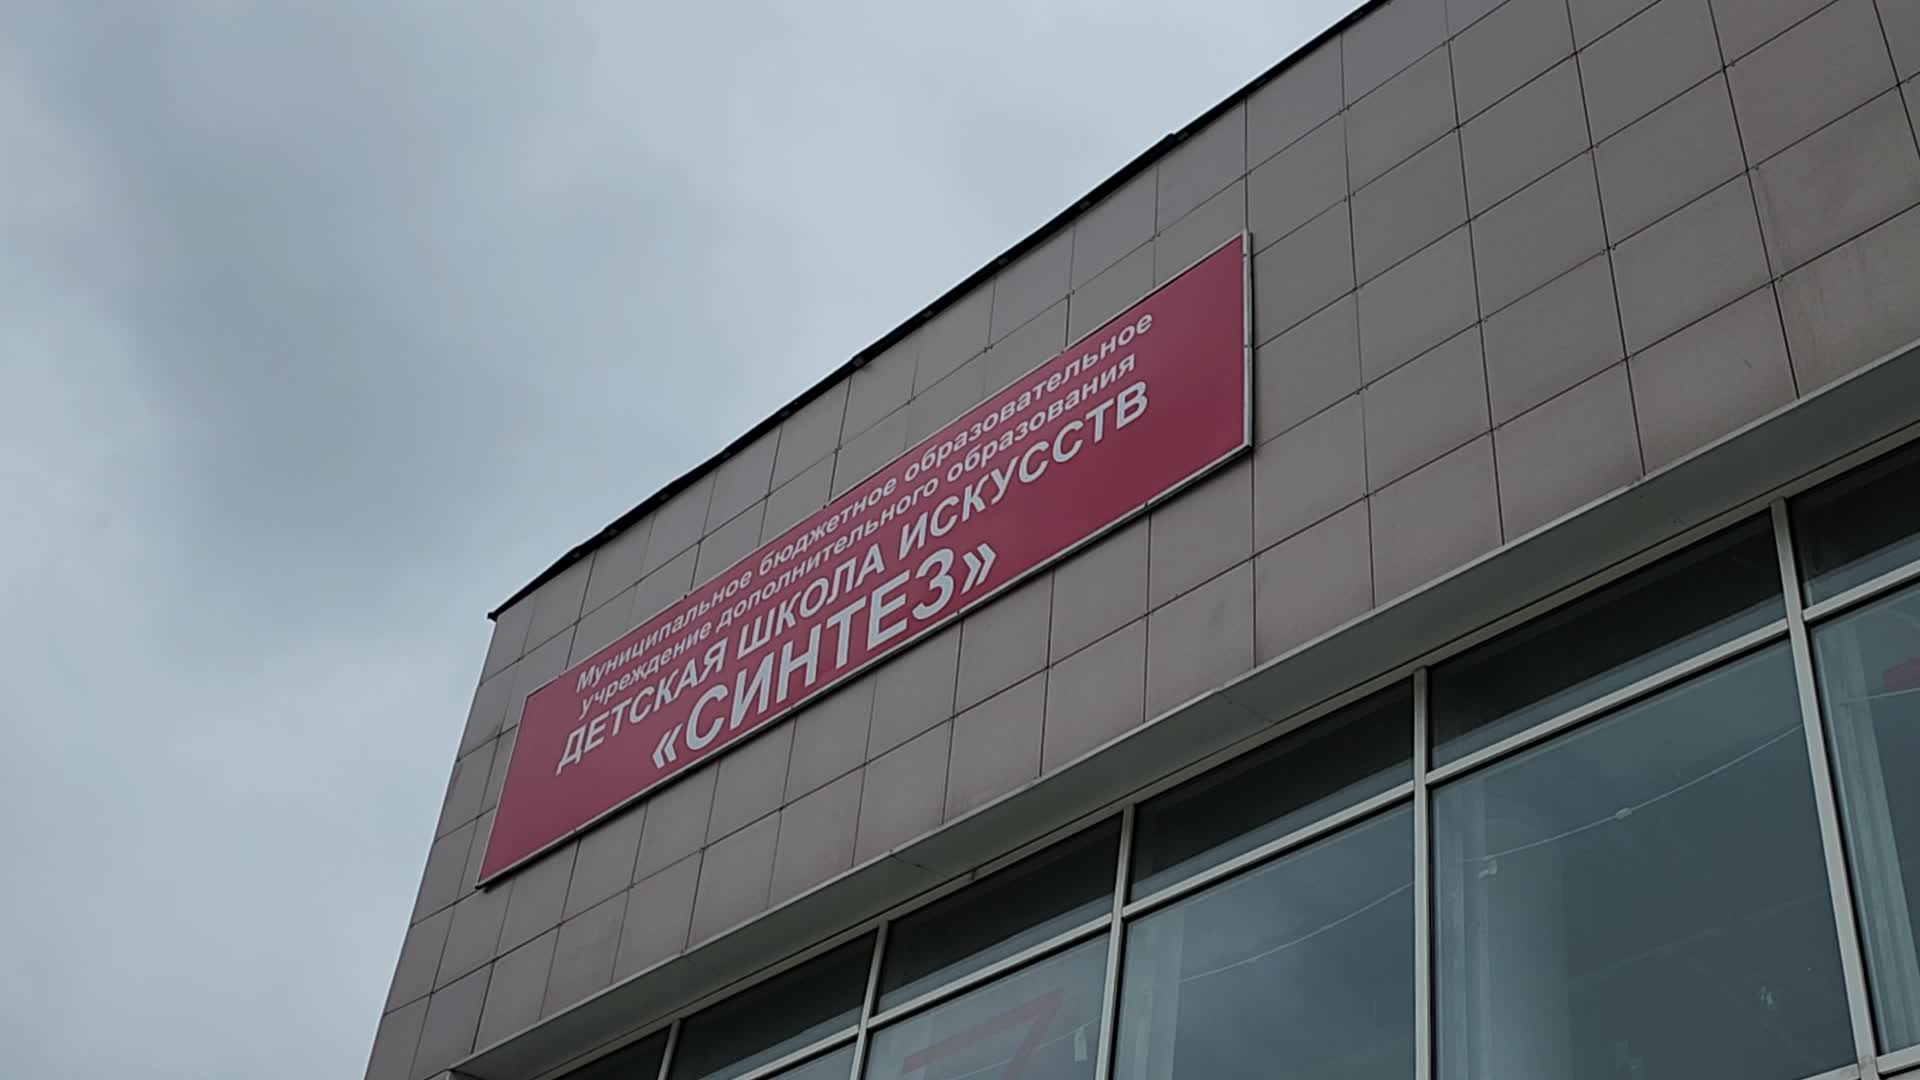 Муниципальное бюджетное образовательное
учреждение дополнительного образования
ДЕТСКАЯ ШКОЛА ИСКУССТВ
«СИНТЕЗ»